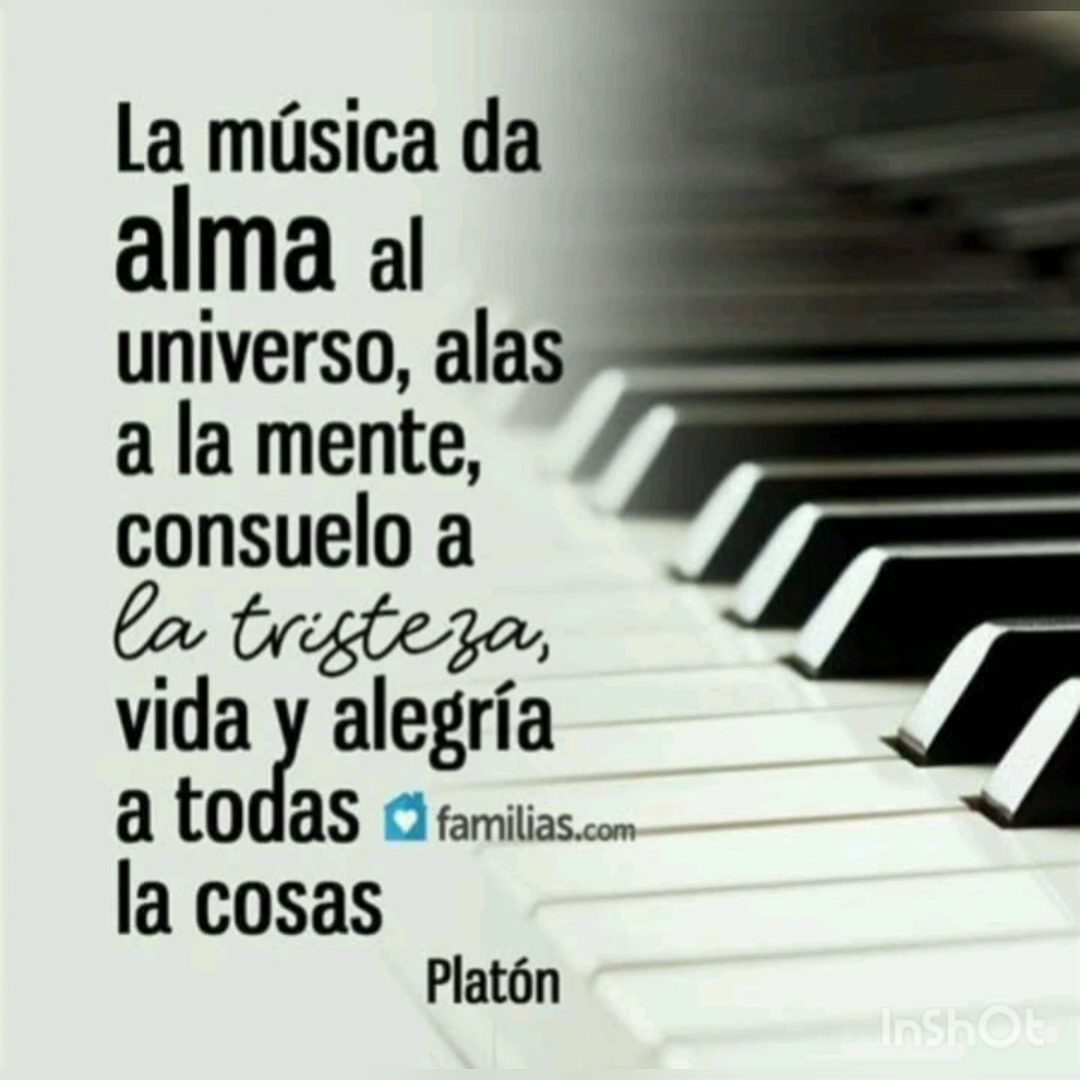 La música da
alma al
universo, alas
a la mente,
consuelo a
la tristeza,
vida y alegría
a todas
familias.com
la cosas
Platón
InShOt